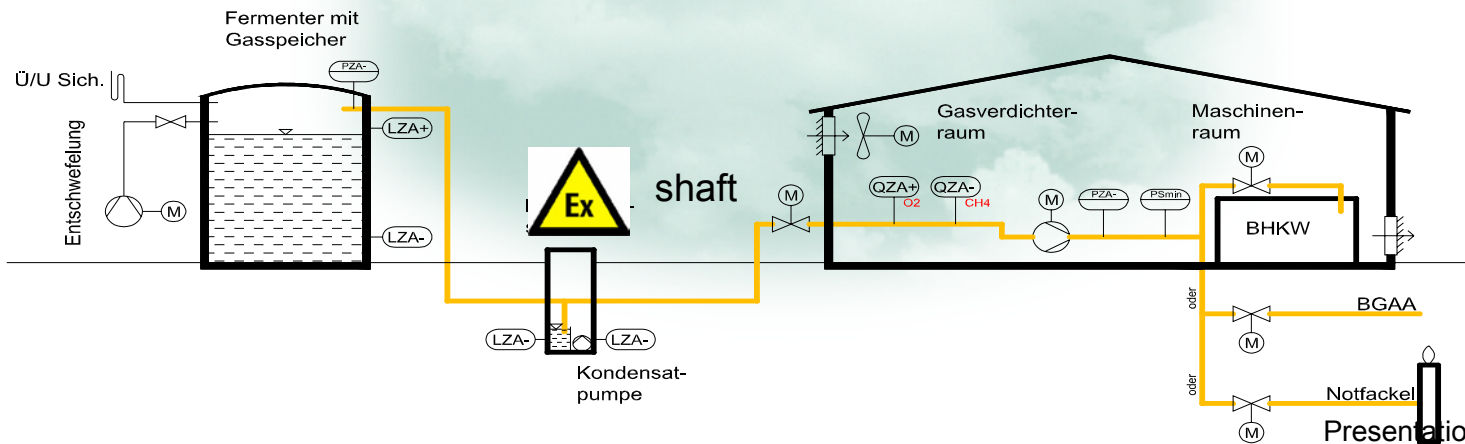 Fermenter mit
Gasspeicher
Ü/U Sich.
PZA-
LZA+
Entschwefelung
M
LZA-
Ex
shaft
LZA-
LZA-
Kondensat-
pumpe
M
Gasverdichter-
raum
M
Maschinen-
raum
M
QZA+
O2
QZA-
CH4
M
PZA-
PSmin
BHKW
oder
BGAA
M
oder
Notfackel
M
Presentatio